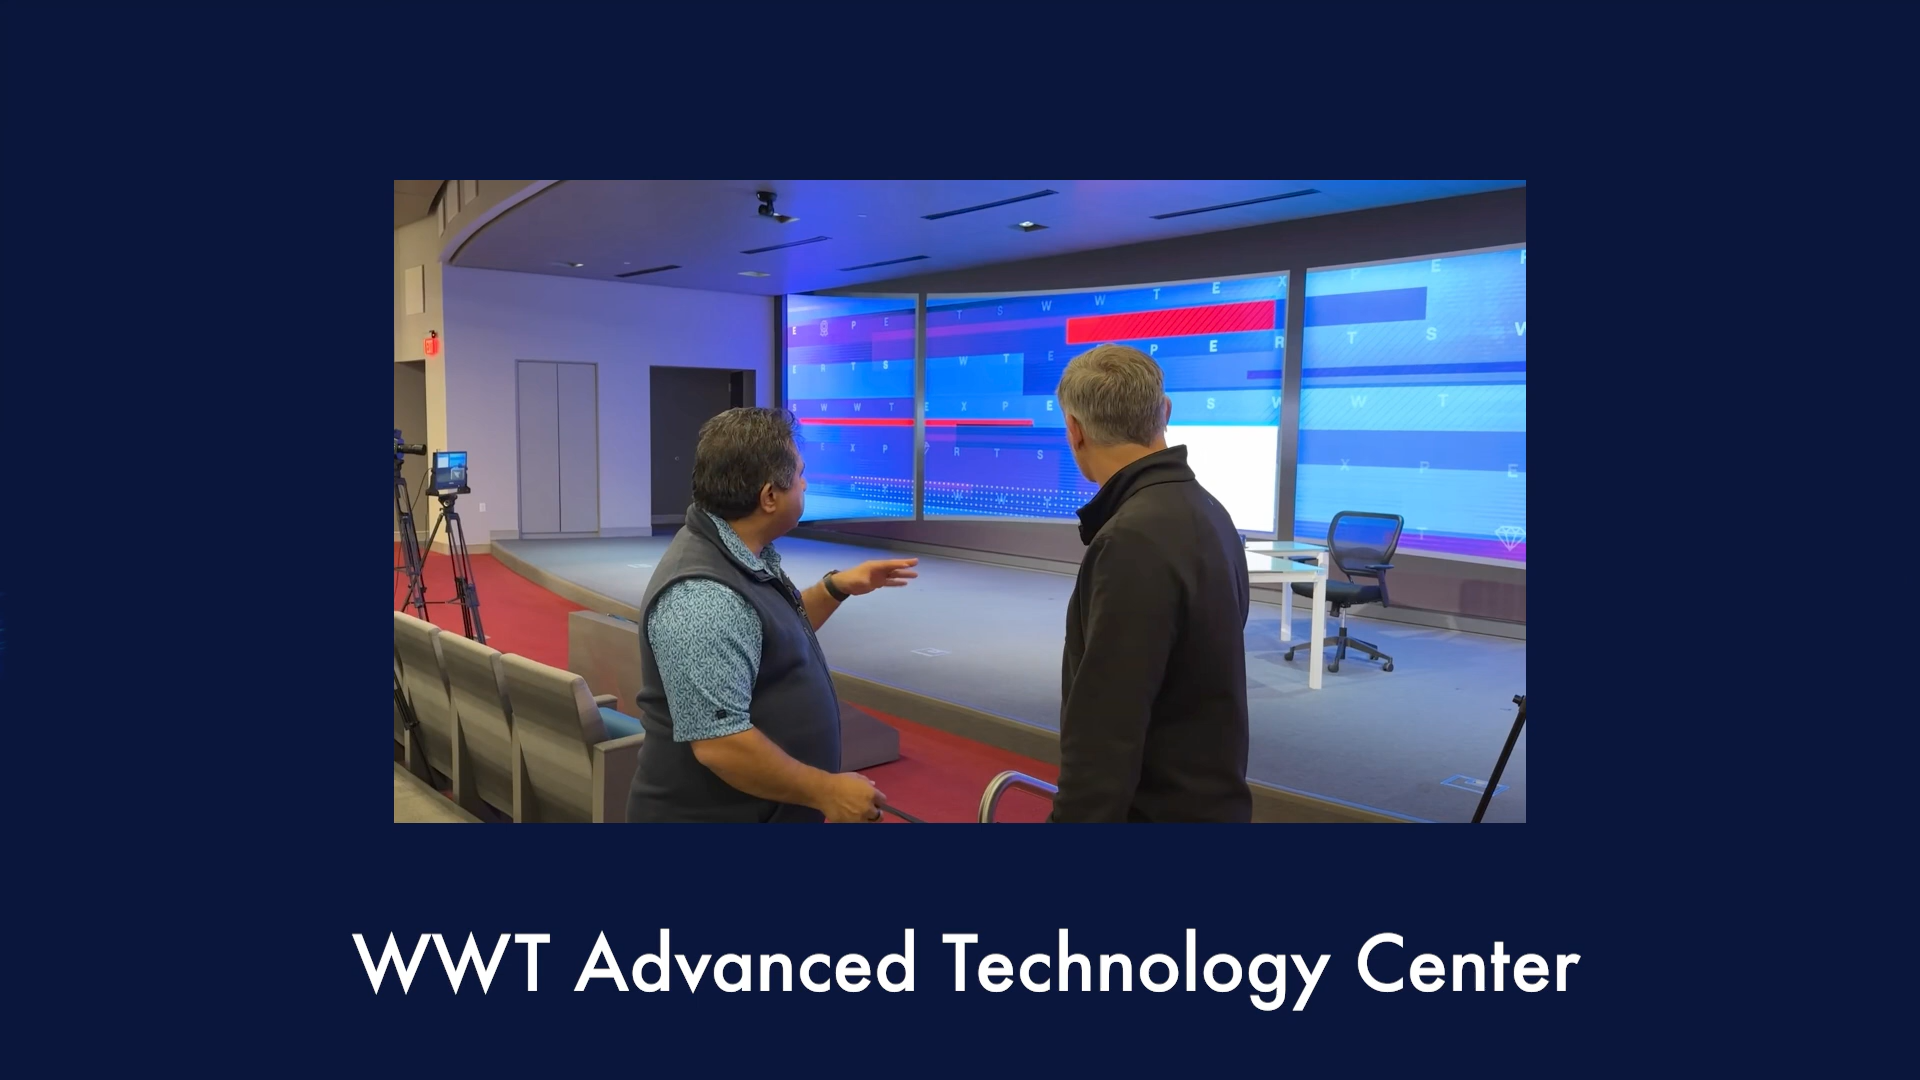 E P E T S W W T E X P E R
E R T S W T E P E R T S W
S W W T E X P E S W W T
E X P R T S X P E
T
WWT Advanced Technology Center